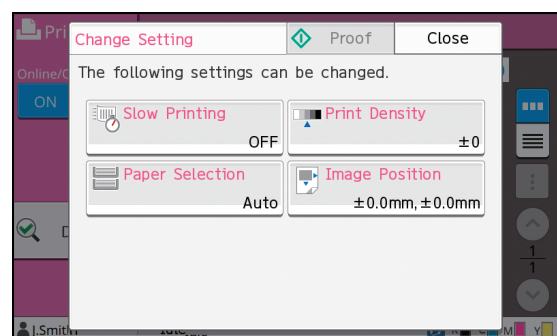 Pri
Change Setting
Proof
Close
Online/
The following settings can be changed.
ON
Slow Printing
OFF
Print Density
±0
Paper Selection
Auto
Image Position
±0.0mm, ±0.0mm
D
1
1
J.Smith
K
C
M
Y